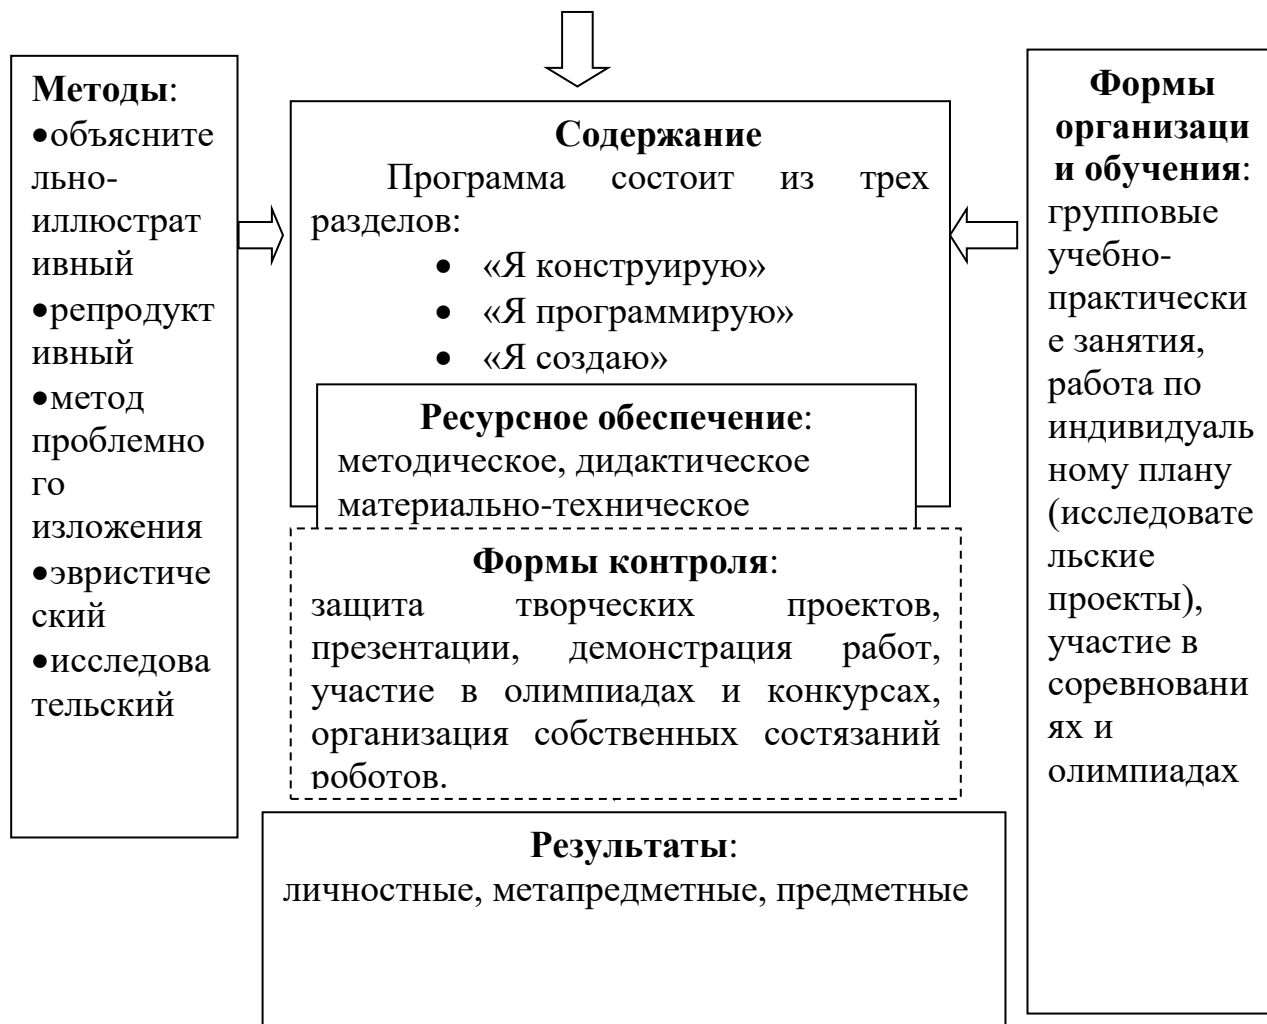 Методы:
•объясните
льно-
иллюстрат
ивный
•репродукт
ивный
•метод
проблемно
го
изложения
•эвристиче
ский
•исследова
тельский
Содержание
Программа состоит из трех
разделов:
• «Я конструирую»
• «Я программирую»
• «Я создаю»
Ресурсное обеспечение:
методическое, дидактическое
материально-техническое
Формы контроля:
защита творческих проектов,
презентации, демонстрация работ,
участие в олимпиадах и конкурсах,
организация собственных состязаний
роботов.
Результаты:
личностные, метапредметные, предметные
Формы
организаци
и обучения:
групповые
учебно-
практически
е занятия,
работа по
индивидуаль
ному плану
(исследовате
льские
проекты),
участие в
соревновани
ях и
олимпиадах